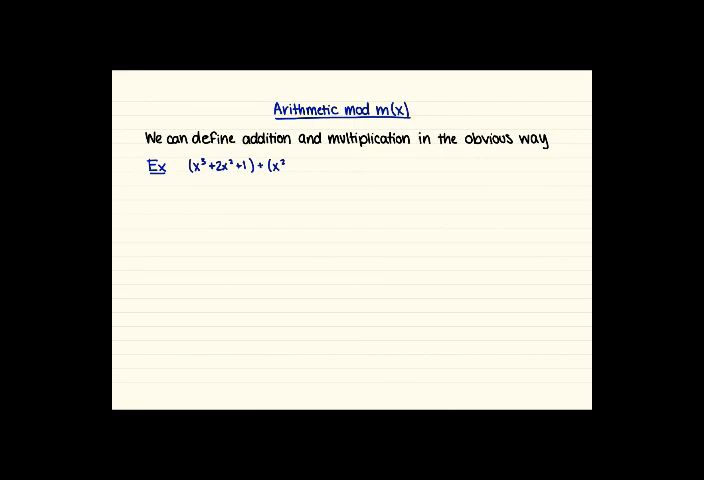 Arithmetic mod m(x)
We can define addition and multiplication in the obvious way
Ex (x³+2x²+1) + (x²